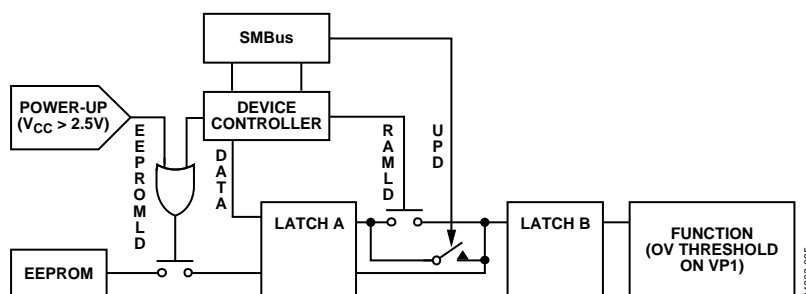 SMBus
POWER-UP
(VCC > 2.5V)
DEVICE
CONTROLLER
EEPROMLD
DATA
RAMLD
UPD
LATCH A
LATCH B
FUNCTION
(OV THRESHOLD
ON VP1)
EEPROM